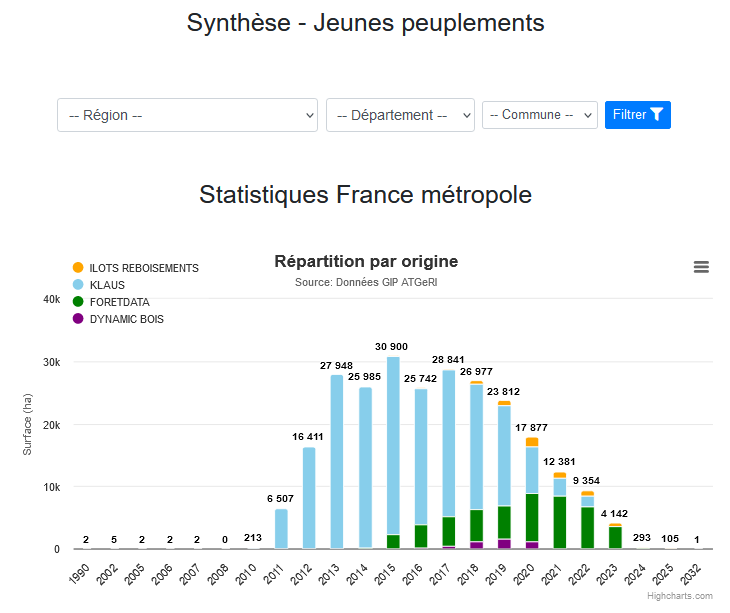 Synthèse - Jeunes peuplements
-- Région --
-- Département --
-- Commune --
Filtrer
Statistiques France métropole
Répartition par origine
Source: Données GIP ATGeRI
ILOTS REBOISEMENTS
KLAUS
FORETDATA
DYNAMIC BOIS
Surface (ha)
40k
30k
20k
10k
0
2
5
2
2
2
0
213
6 507
16 411
27 948
25 985
30 900
25 742
28 841
26 977
23 812
17 877
12 381
9 354
4 142
293
105
1
1990
2002
2005
2006
2007
2008
2010
2011
2012
2013
2014
2015
2016
2017
2018
2019
2020
2021
2022
2023
2024
2025
2032
Highcharts.com